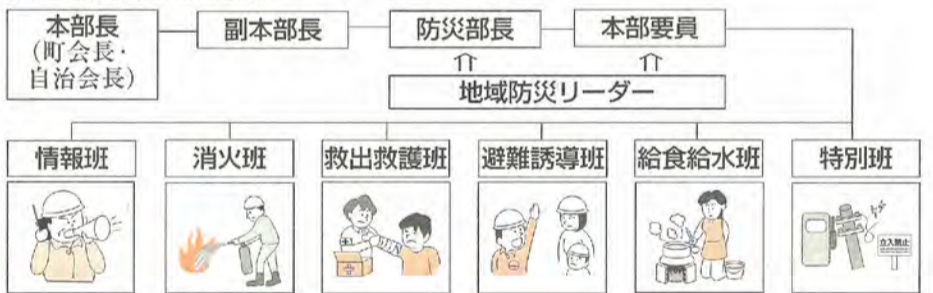 本部長
(町会長・
自治会長)
副本部長
防災部長
本部要員
地域防災リーダー
情報班
消火班
救出救護班
避難誘導班
給食給水班
特別班
立入禁止